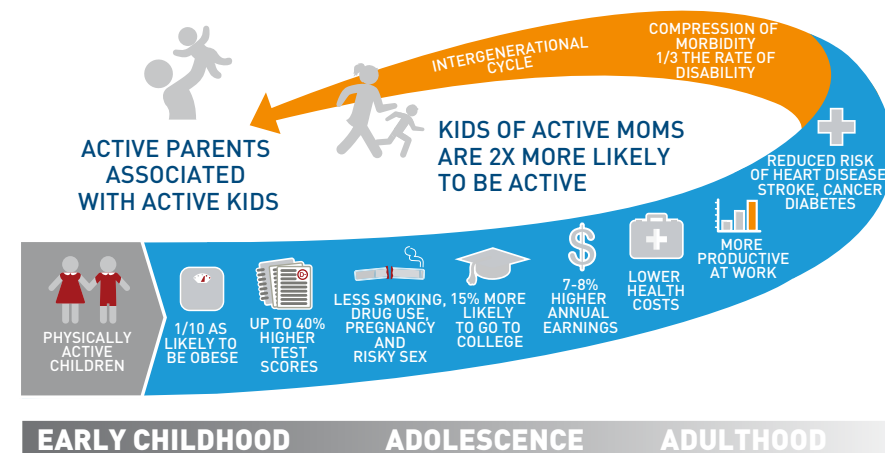 COMPRESSION OF
MORBIDITY
1/3 THE RATE OF
DISABILITY
INTERGENERATIONAL
CYCLE
ACTIVE PARENTS
ASSOCIATED
WITH ACTIVE KIDS
KIDS OF ACTIVE MOMS
ARE 2X MORE LIKELY
TO BE ACTIVE
PHYSICALLY
ACTIVE
CHILDREN
1/10 AS
LIKELY TO
BE OBESE
UP TO 40%
HIGHER
TEST
SCORES
LESS SMOKING,
DRUG USE,
PREGNANCY
AND
RISKY SEX
15% MORE
LIKELY
TO GO TO
COLLEGE
$
7-8%
HIGHER
ANNUAL
EARNINGS
LOWER
HEALTH
COSTS
MORE
PRODUCTIVE
AT WORK
REDUCED RISK
OF HEART DISEASE
STROKE, CANCER
DIABETES
EARLY CHILDHOOD
ADOLESCENCE
ADULTHOOD